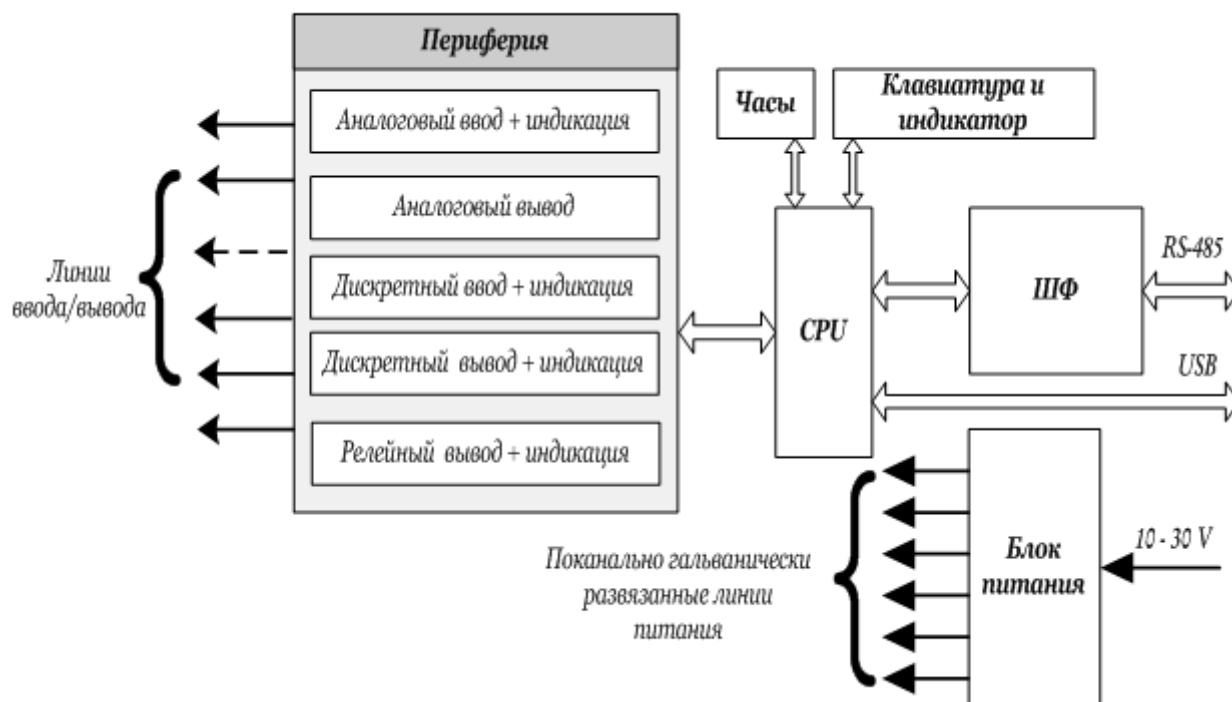 Периферия
Аналоговый ввод + индикация
Аналоговый вывод
Дискретный ввод + индикация
Дискретный вывод + индикация
Релейный вывод + индикация
Линии
ввода/вывода
Часы
Клавиатура и
индикатор
CPU
ШФ
RS-485
USB
Поканально гальванически
развязанные линии
питания
Блок
питания
10 - 30 V